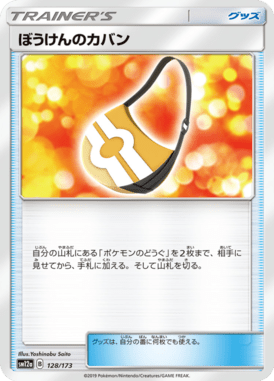 TRAINER'S
グッズ
ぼうけんのカバン
自分の山札にある「ポケモンのどうぐ」を2枚まで、相手に
見せてから、手札に加える。そして山札を切る。
Illus. Yoshinobu Saito
SM12a
128/173
グッズは、自分の番に何枚でも使える。
©2019 Pokémon/Nintendo/Creatures/GAME FREAK.